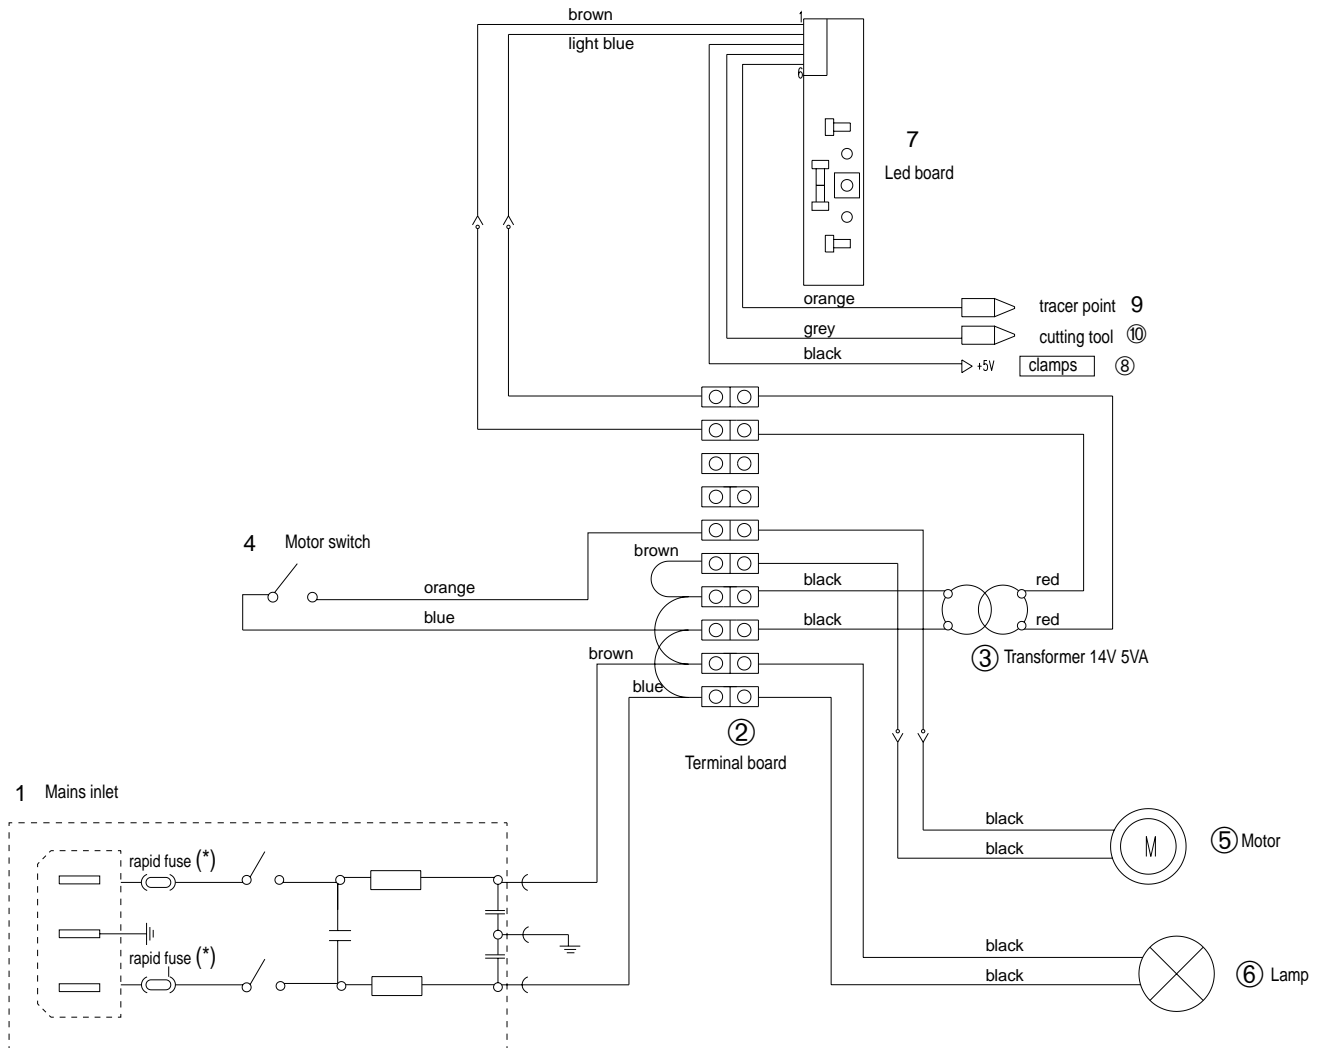 brown
1
light blue
6
7
Led board
orange
tracer point 9
grey
cutting tool ⑩
black
+5V
clamps
⑧
4 Motor switch
brown
orange
black
red
blue
black
red
brown
③ Transformer 14V 5VA
blue
②
Terminal board
1 Mains inlet
black
rapid fuse (*)
M
⑤ Motor
black
rapid fuse (*)
black
black
⑥ Lamp